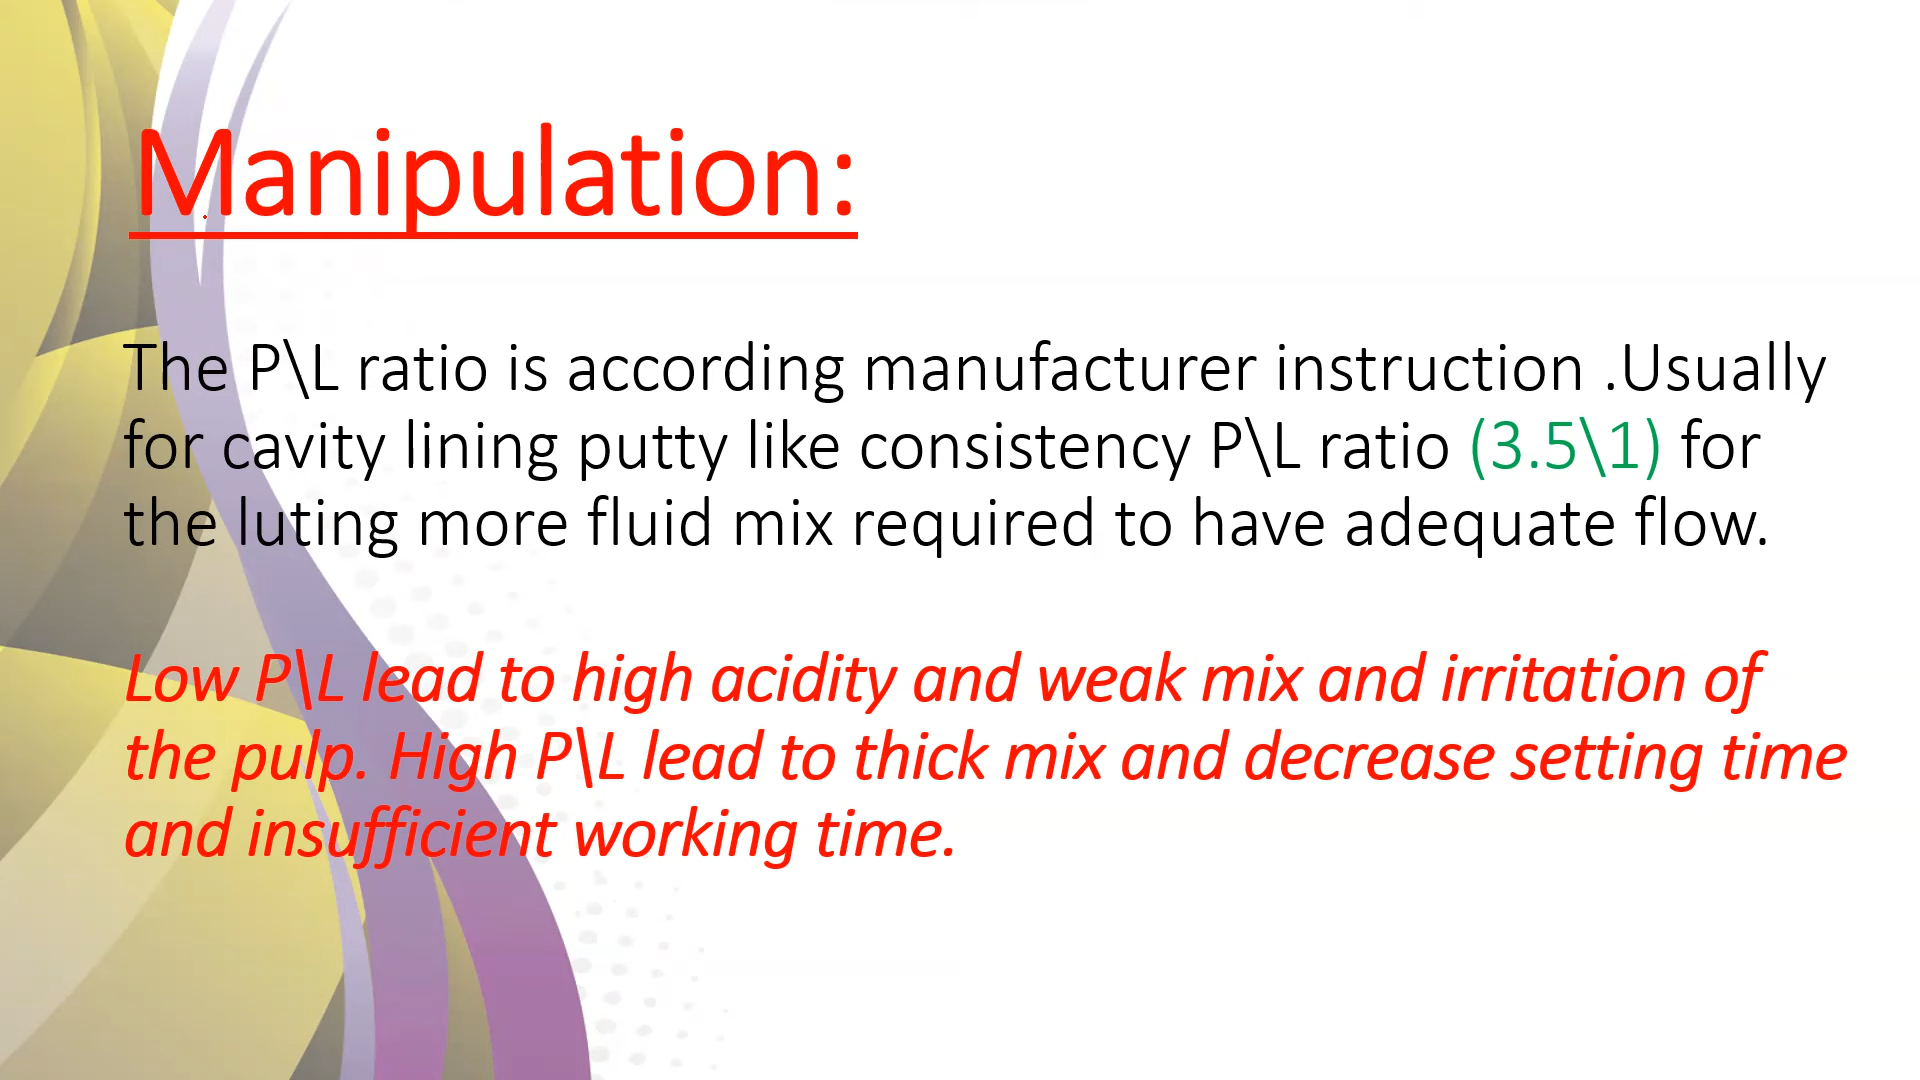 Manipulation:
The P\L ratio is according manufacturer instruction .Usually
for cavity lining putty like consistency P\L ratio (3.5\1) for
the luting more fluid mix required to have adequate flow.
Low P\L lead to high acidity and weak mix and irritation of
the pulp. High P\L lead to thick mix and decrease setting time
and insufficient working time.